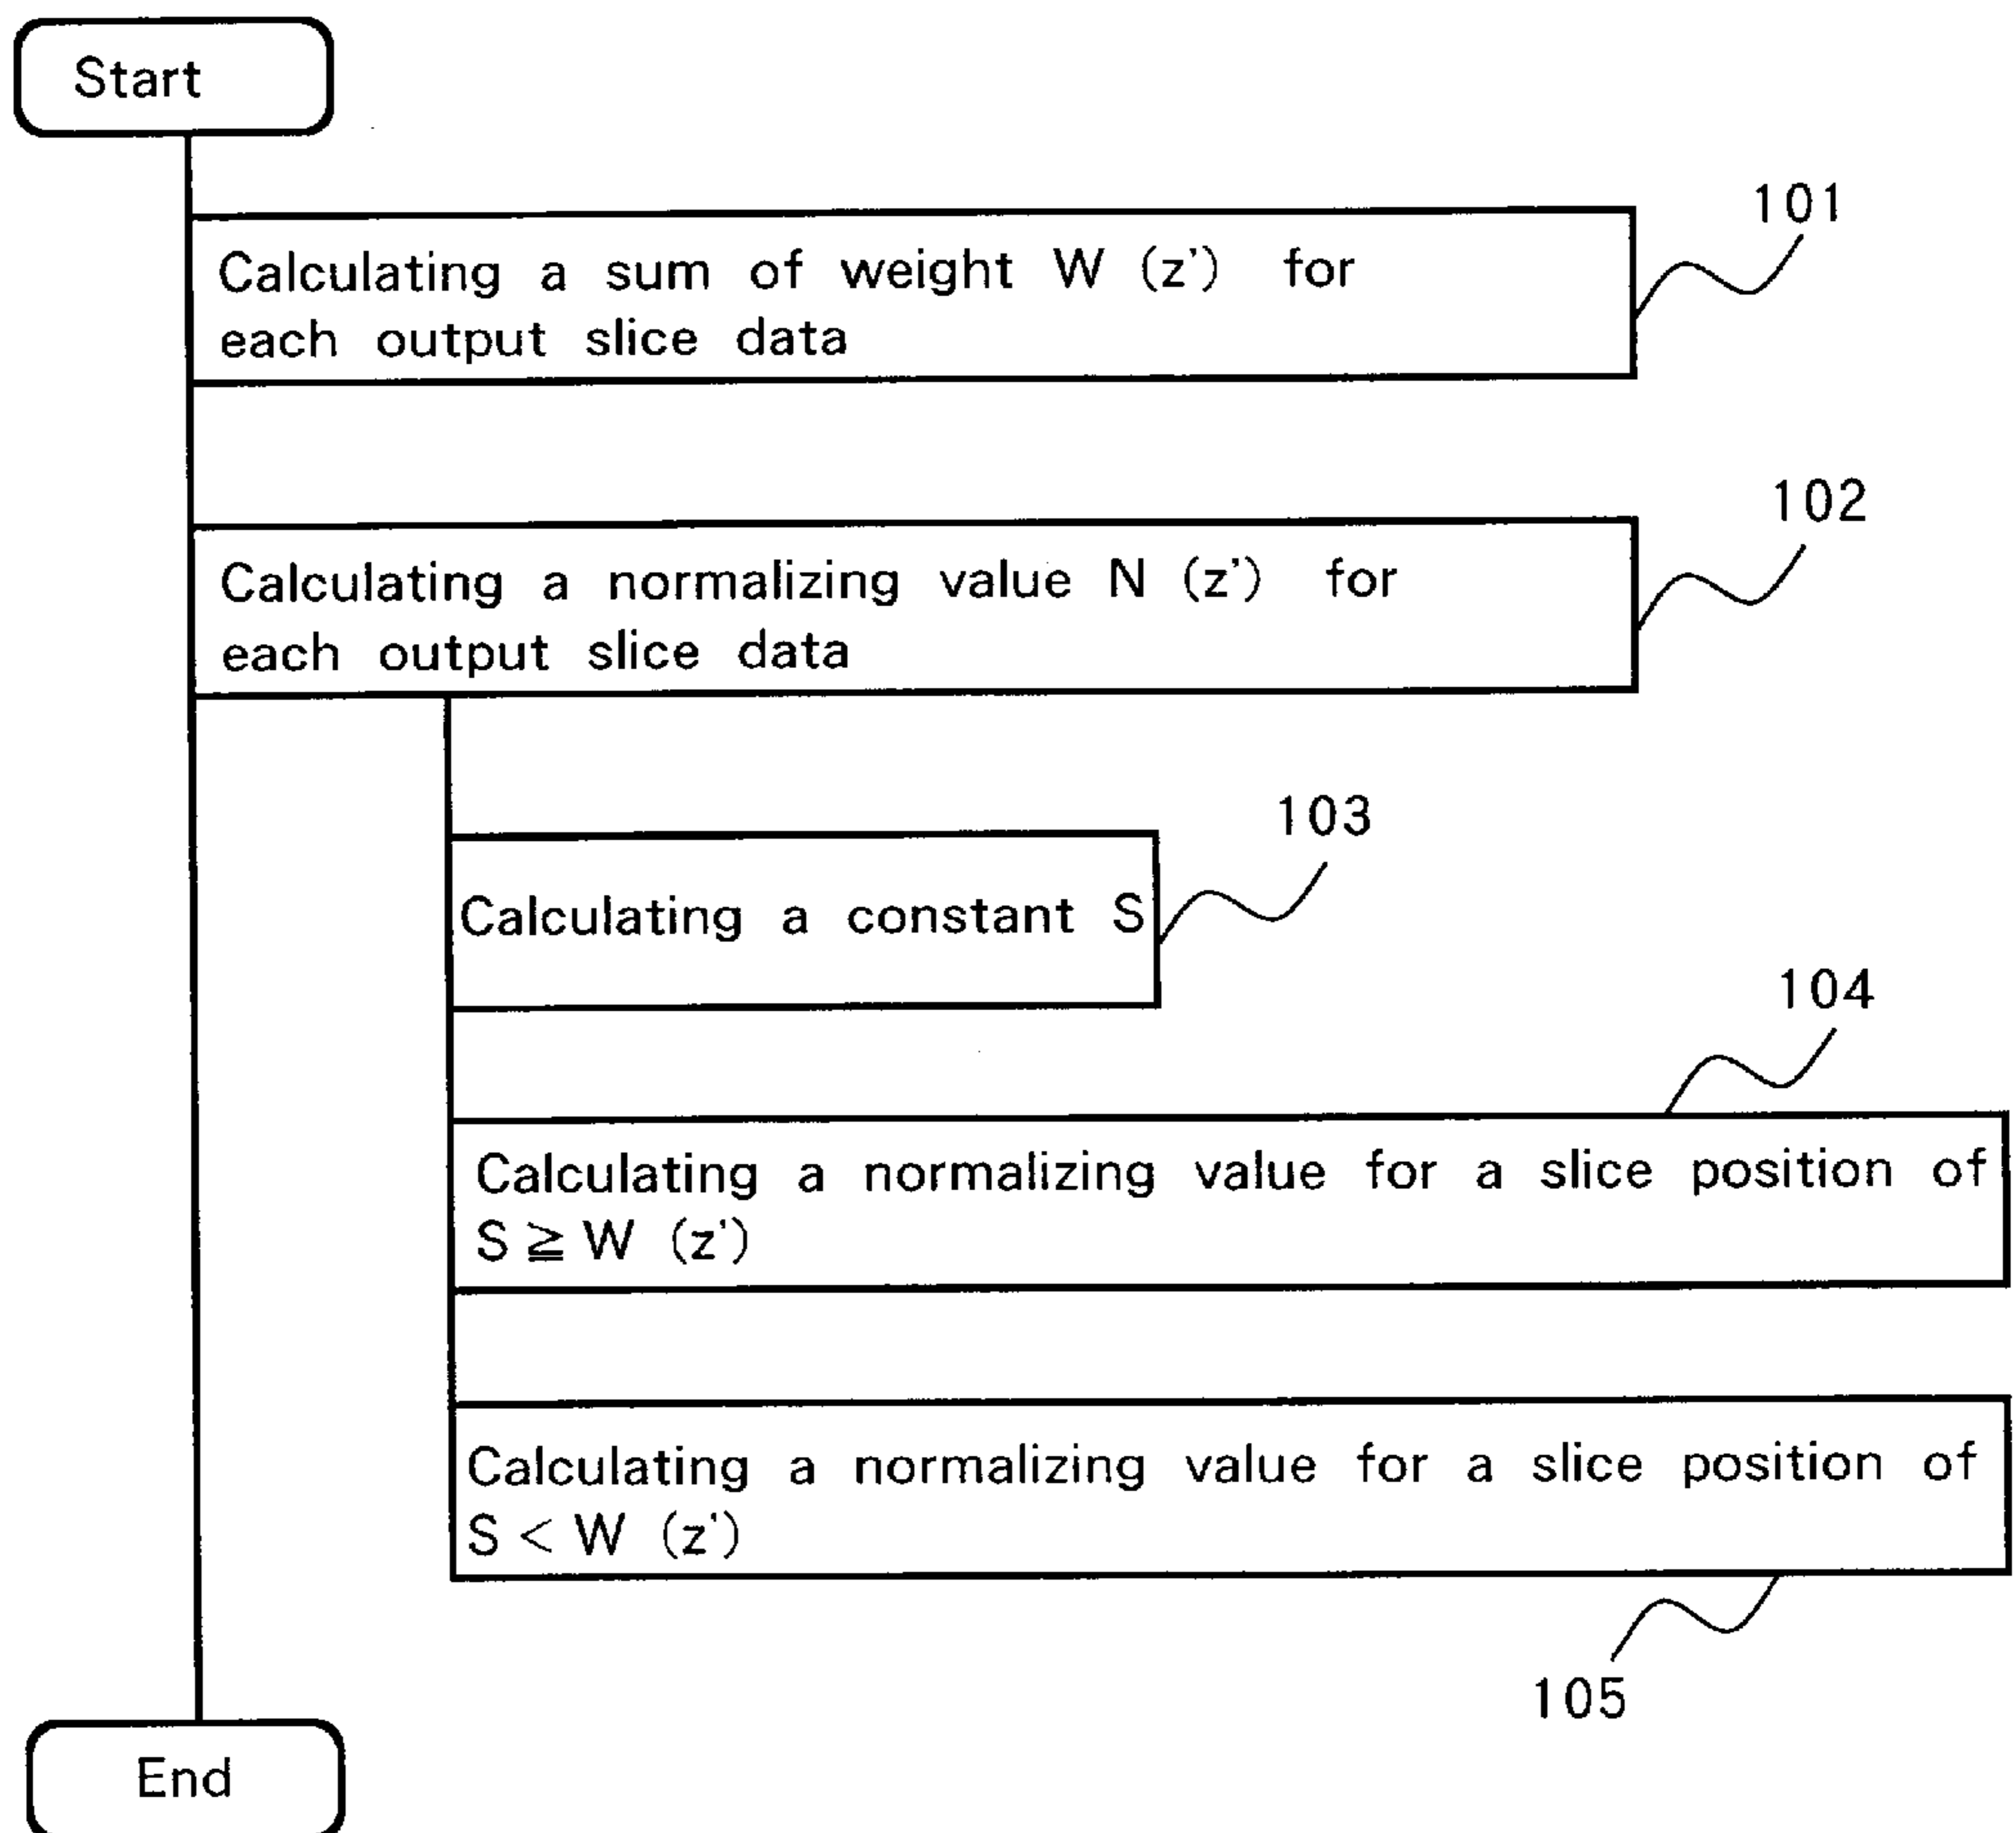 Start
101
Calculating a sum of weight W (z') for
each output slice data
102
Calculating a normalizing value N (z') for
each output slice data
103
Calculating a constant S
104
Calculating a normalizing value for a slice position of
S ≧ W (z')
Calculating a normalizing value for a slice position of
S < W (z')
105
End